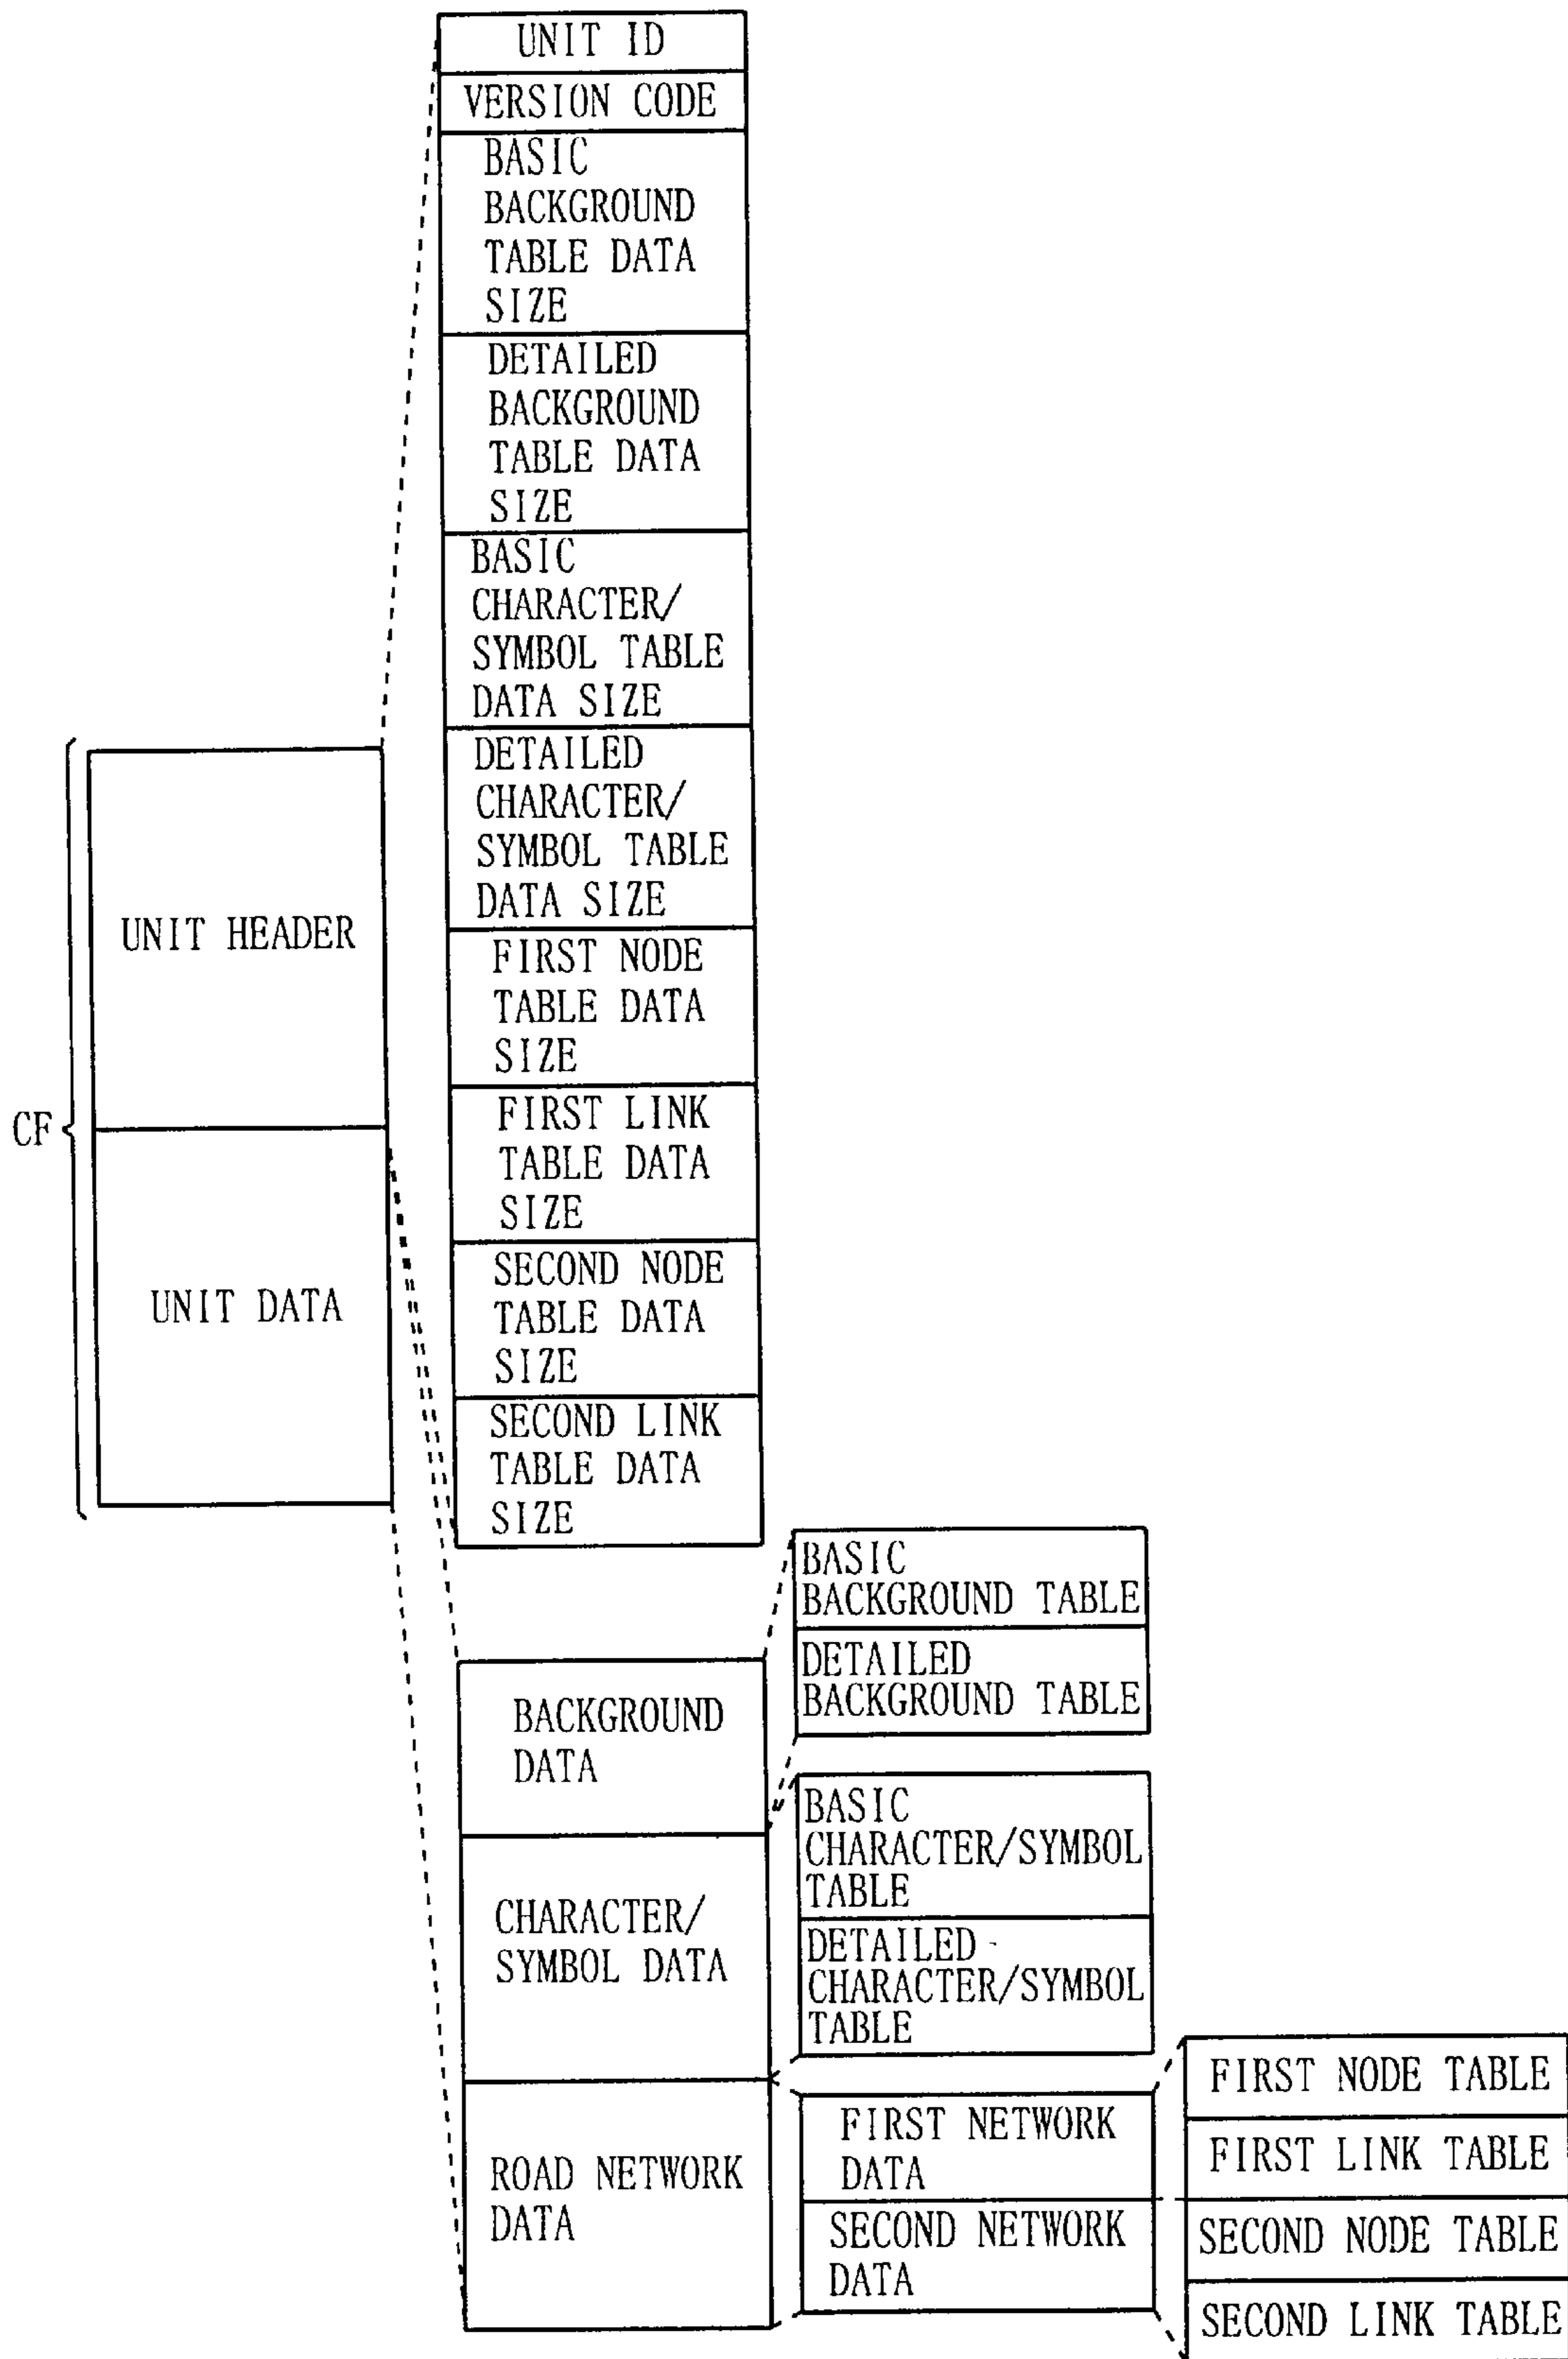 UNIT ID
VERSION CODE
BASIC
BACKGROUND
TABLE DATA
SIZE
DETAILED
BACKGROUND
TABLE DATA
SIZE
BASIC
CHARACTER/
SYMBOL TABLE
DATA SIZE
DETAILED
CHARACTER/
SYMBOL TABLE
DATA SIZE
FIRST NODE
TABLE DATA
SIZE
FIRST LINK
TABLE DATA
SIZE
SECOND NODE
TABLE DATA
SIZE
SECOND LINK
TABLE DATA
SIZE
CF
UNIT HEADER
UNIT DATA
BACKGROUND
DATA
CHARACTER/
SYMBOL DATA
ROAD NETWORK
DATA
BASIC
BACKGROUND TABLE
DETAILED
BACKGROUND TABLE
BASIC
CHARACTER/SYMBOL
TABLE
DETAILED
CHARACTER/SYMBOL
TABLE
FIRST NETWORK
DATA
SECOND NETWORK
DATA
FIRST NODE TABLE
FIRST LINK TABLE
SECOND NODE TABLE
SECOND LINK TABLE